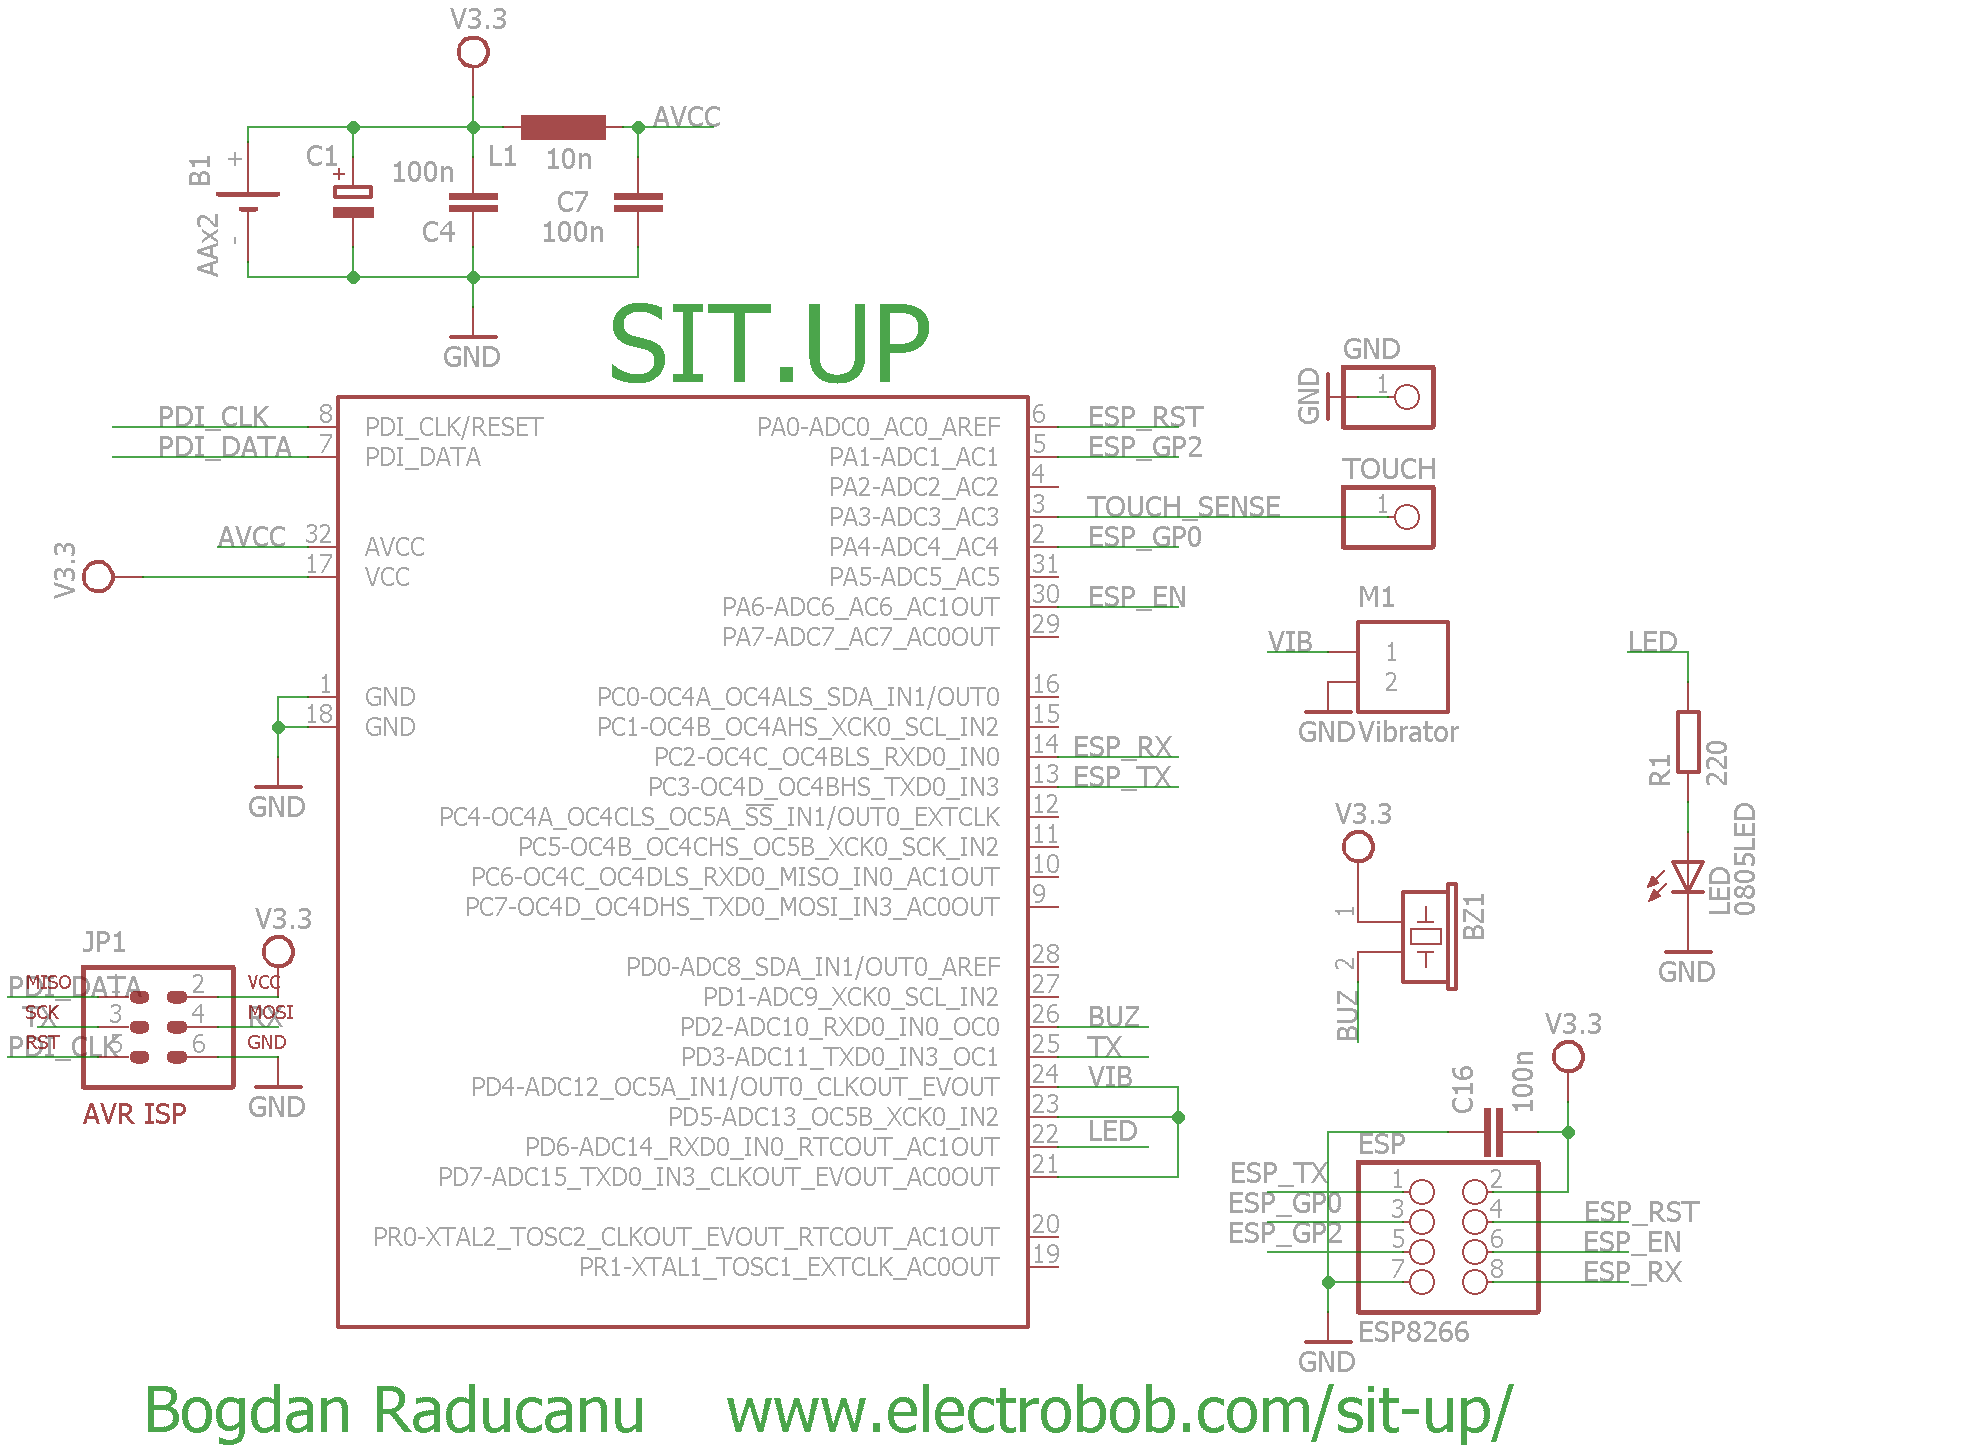 V3.3
AVCC
B1
+
-
AAx2
C1
+
100n
C4
L1
10n
C7
100n
GND
SIT.UP
PDI_CLK
8
PDI_CLK/RESET
PDI_DATA
7
PDI_DATA
AVCC
32
AVCC
V3.3
17
VCC
1
GND
18
GND
GND
PA0-ADC0_AC0_AREF
6
ESP_RST
PA1-ADC1_AC1
5
ESP_GP2
PA2-ADC2_AC2
4
PA3-ADC3_AC3
3
TOUCH_SENSE
PA4-ADC4_AC4
2
ESP_GP0
PA5-ADC5_AC5
31
PA6-ADC6_AC6_AC1OUT
30
ESP_EN
PA7-ADC7_AC7_AC0OUT
29
PC0-OC4A_OC4ALS_SDA_IN1/OUT0
16
PC1-OC4B_OC4AHS_XCK0_SCL_IN2
15
PC2-OC4C_OC4BLS_RXD0_IN0
14
ESP_RX
PC3-OC4D_OC4BHS_TXD0_IN3
13
ESP_TX
PC4-OC4A_OC4CLS_OC5A_SS_IN1/OUT0_EXTCLK
12
PC5-OC4B_OC4CHS_OC5B_XCK0_SCK_IN2
11
PC6-OC4C_OC4DLS_RXD0_MISO_IN0_AC1OUT
10
PC7-OC4D_OC4DHS_TXD0_MOSI_IN3_AC0OUT
9
PD0-ADC8_SDA_IN1/OUT0_AREF
28
PD1-ADC9_XCK0_SCL_IN2
27
PD2-ADC10_RXD0_IN0_OC0
26
BUZ
PD3-ADC11_TXD0_IN3_OC1
25
TX
PD4-ADC12_OC5A_IN1/OUT0_CLKOUT_EVOUT
24
VIB
PD5-ADC13_OC5B_XCK0_IN2
23
PD6-ADC14_RXD0_IN0_RTCOUT_AC1OUT
22
LED
PD7-ADC15_TXD0_IN3_CLKOUT_EVOUT_AC0OUT
21
PR0-XTAL2_TOSC2_CLKOUT_EVOUT_RTCOUT_AC1OUT
20
PR1-XTAL1_TOSC1_EXTCLK_AC0OUT
19
JP1
V3.3
PDI_DATA
MISO
1
2
VCC
TX
SCK
3
4
MOSI
RX
PDI_CLK
RST
5
6
GND
AVR ISP
GND
GND
GND
1
TOUCH
1
M1
VIB
1
2
GND
Vibrator
LED
R1
220
LED
0805LED
GND
V3.3
1
2
BZ1
BUZ
V3.3
C16
100n
ESP
ESP_TX
1
2
ESP_GP0
3
4
ESP_RST
ESP_GP2
5
6
ESP_EN
7
8
ESP_RX
ESP8266
GND
Bogdan Raducanu www.electrobob.com/sit-up/